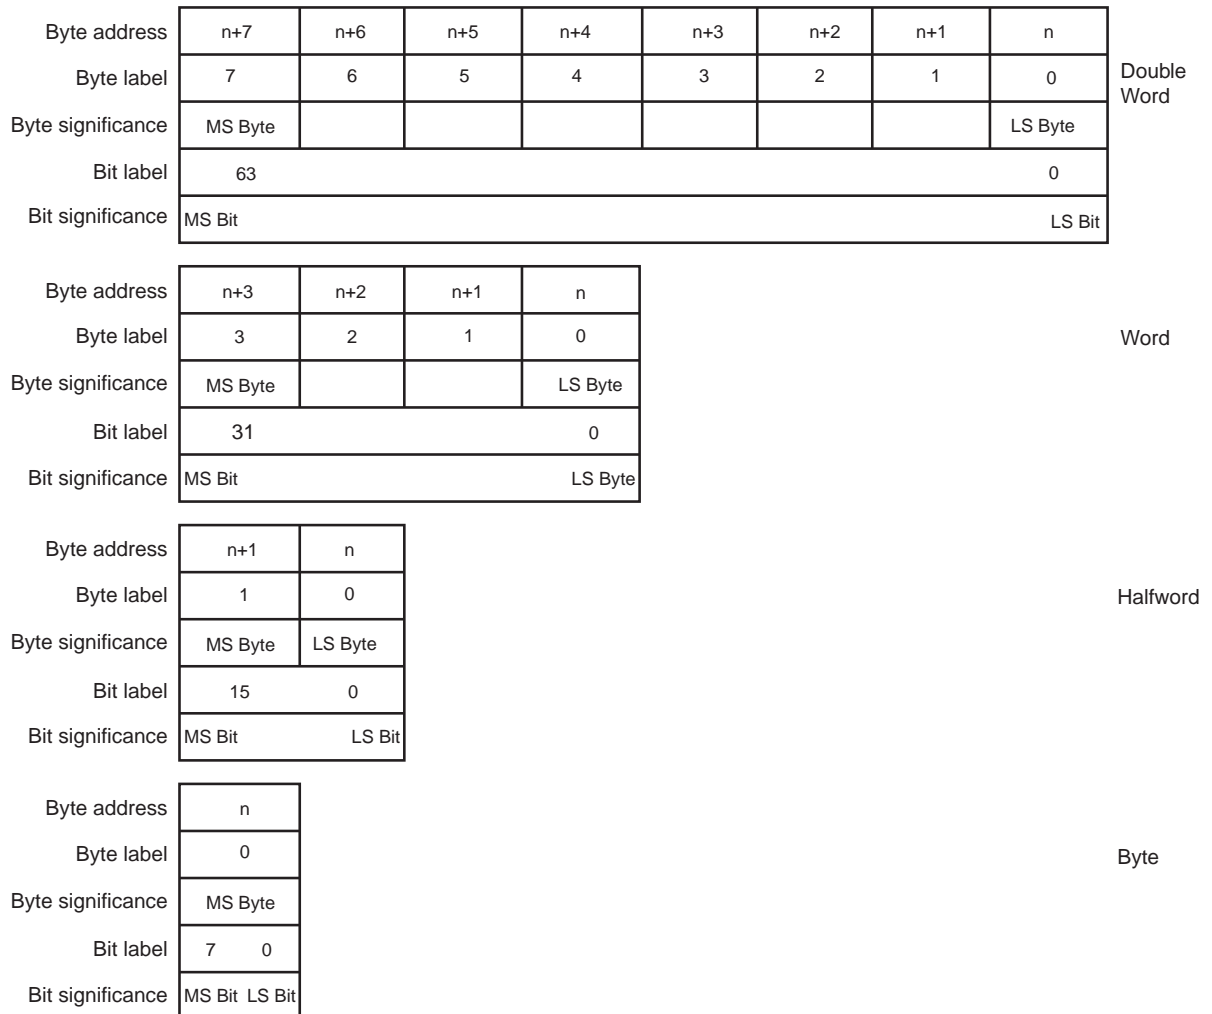 Byte address n+7 n+6 n+5 n+4 n+3 n+2 n+1 n
Byte label 7 6 5 4 3 2 1 0 Double
Word
Byte significance MS Byte LS Byte
Bit label 63 0
Bit significance MS Bit LS Bit
Byte address n+3 n+2 n+1 n
Byte label 3 2 1 0 Word
Byte significance MS Byte LS Byte
Bit label 31 0
Bit significance MS Bit LS Byte
Byte address n+1 n
Byte label 1 0 Halfword
Byte significance MS Byte LS Byte
Bit label 15 0
Bit significance MS Bit LS Bit
Byte address n
Byte label 0 Byte
Byte significance MS Byte
Bit label 7 0
Bit significance MS Bit LS Bit